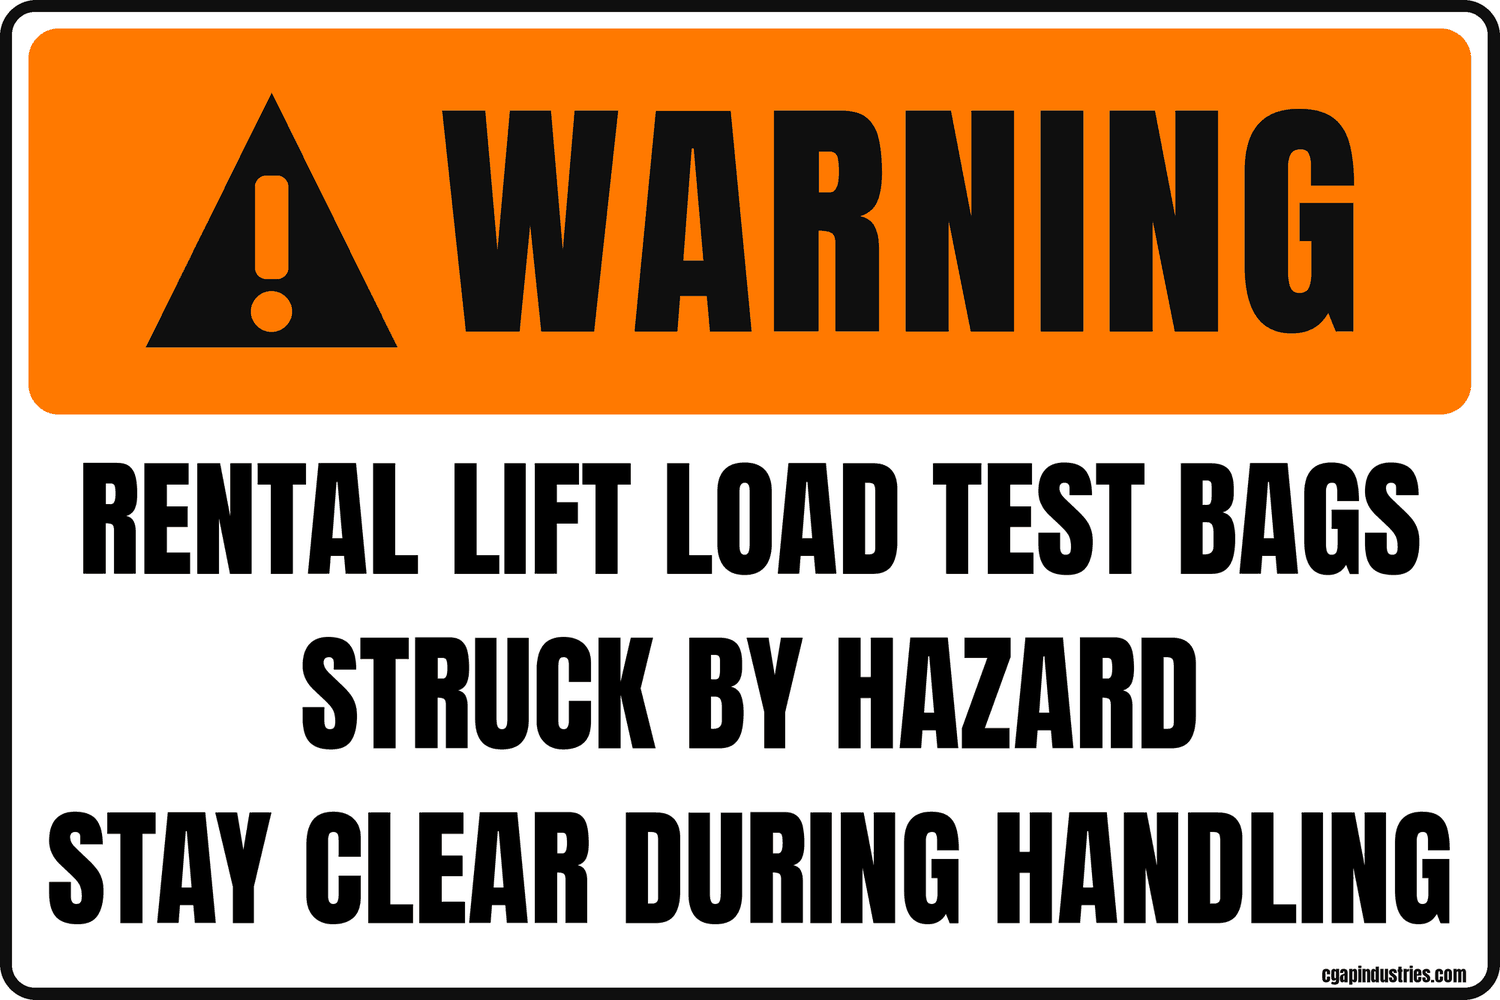 WARNING
RENTAL LIFT LOAD TEST BAGS
STRUCK BY HAZARD
STAY CLEAR DURING HANDLING
cgapindustries.com